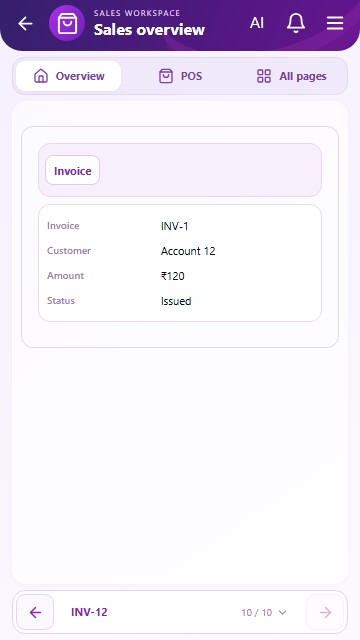 SALES WORKSPACE
Sales overview
AI
Overview
POS
All pages
Invoice
Invoice INV-1
Customer Account 12
Amount ₹120
Status Issued
INV-12
10 / 10